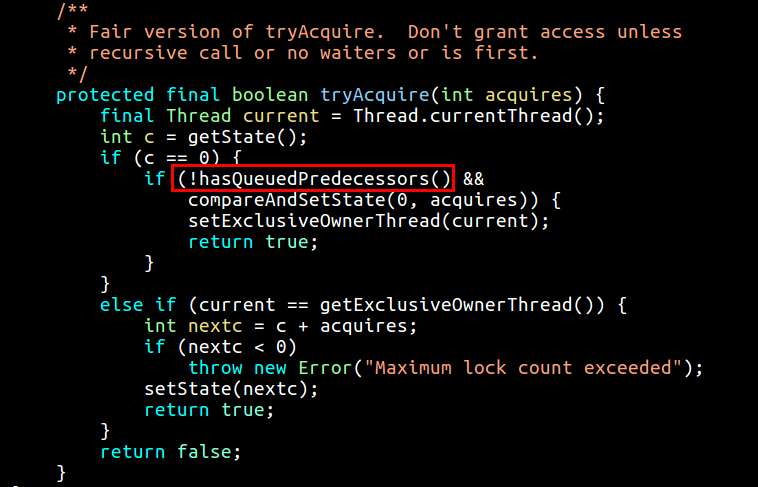 /**
 * Fair version of tryAcquire.  Don't grant access unless
 * recursive call or no waiters or is first.
 */
protected final boolean tryAcquire(int acquires) {
    final Thread current = Thread.currentThread();
    int c = getState();
    if (c == 0) {
        if (!hasQueuedPredecessors() &&
            compareAndSetState(0, acquires)) {
            setExclusiveOwnerThread(current);
            return true;
        }
    }
    else if (current == getExclusiveOwnerThread()) {
        int nextc = c + acquires;
        if (nextc < 0)
            throw new Error("Maximum lock count exceeded");
        setState(nextc);
        return true;
    }
    return false;
}